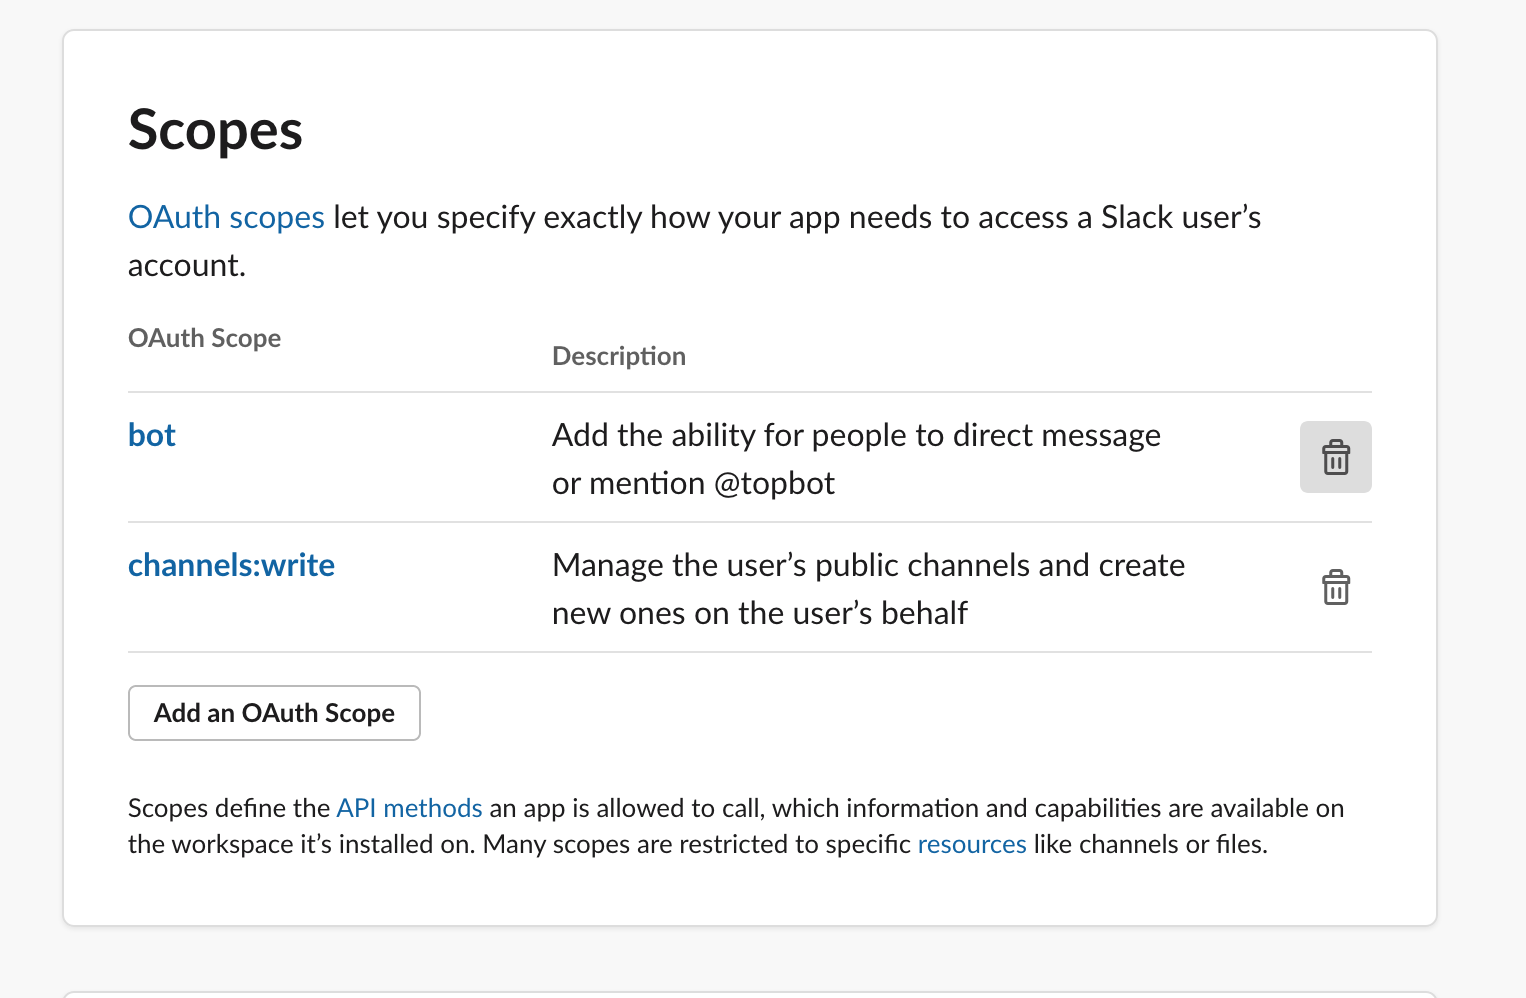 Scopes
OAuth scopes let you specify exactly how your app needs to access a Slack user’s
account.
OAuth Scope
Description
bot
Add the ability for people to direct message
or mention @topbot
channels:write
Manage the user’s public channels and create
new ones on the user’s behalf
Add an OAuth Scope
Scopes define the API methods an app is allowed to call, which information and capabilities are available on
the workspace it’s installed on. Many scopes are restricted to specific resources like channels or files.